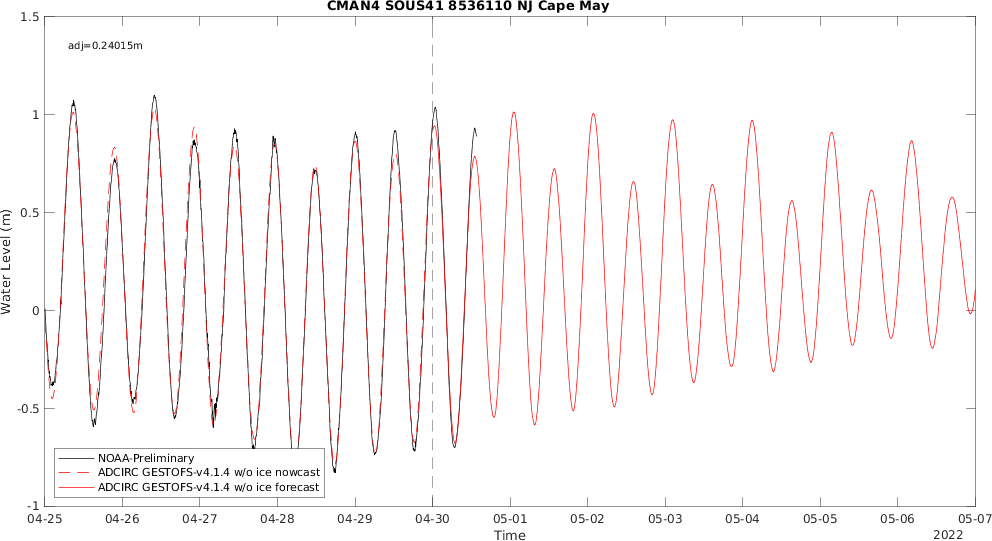 CMAN4 SOUS41 8536110 NJ Cape May
1.5
adj=0.24015m
1
0.5
0
-0.5
-1
Water Level (m)
NOAA-Preliminary
ADCIRC GESTOFS-v4.1.4 w/o ice nowcast
ADCIRC GESTOFS-v4.1.4 w/o ice forecast
04-25 04-26 04-27 04-28 04-29 04-30 05-01 05-02 05-03 05-04 05-05 05-06 05-07
Time
2022